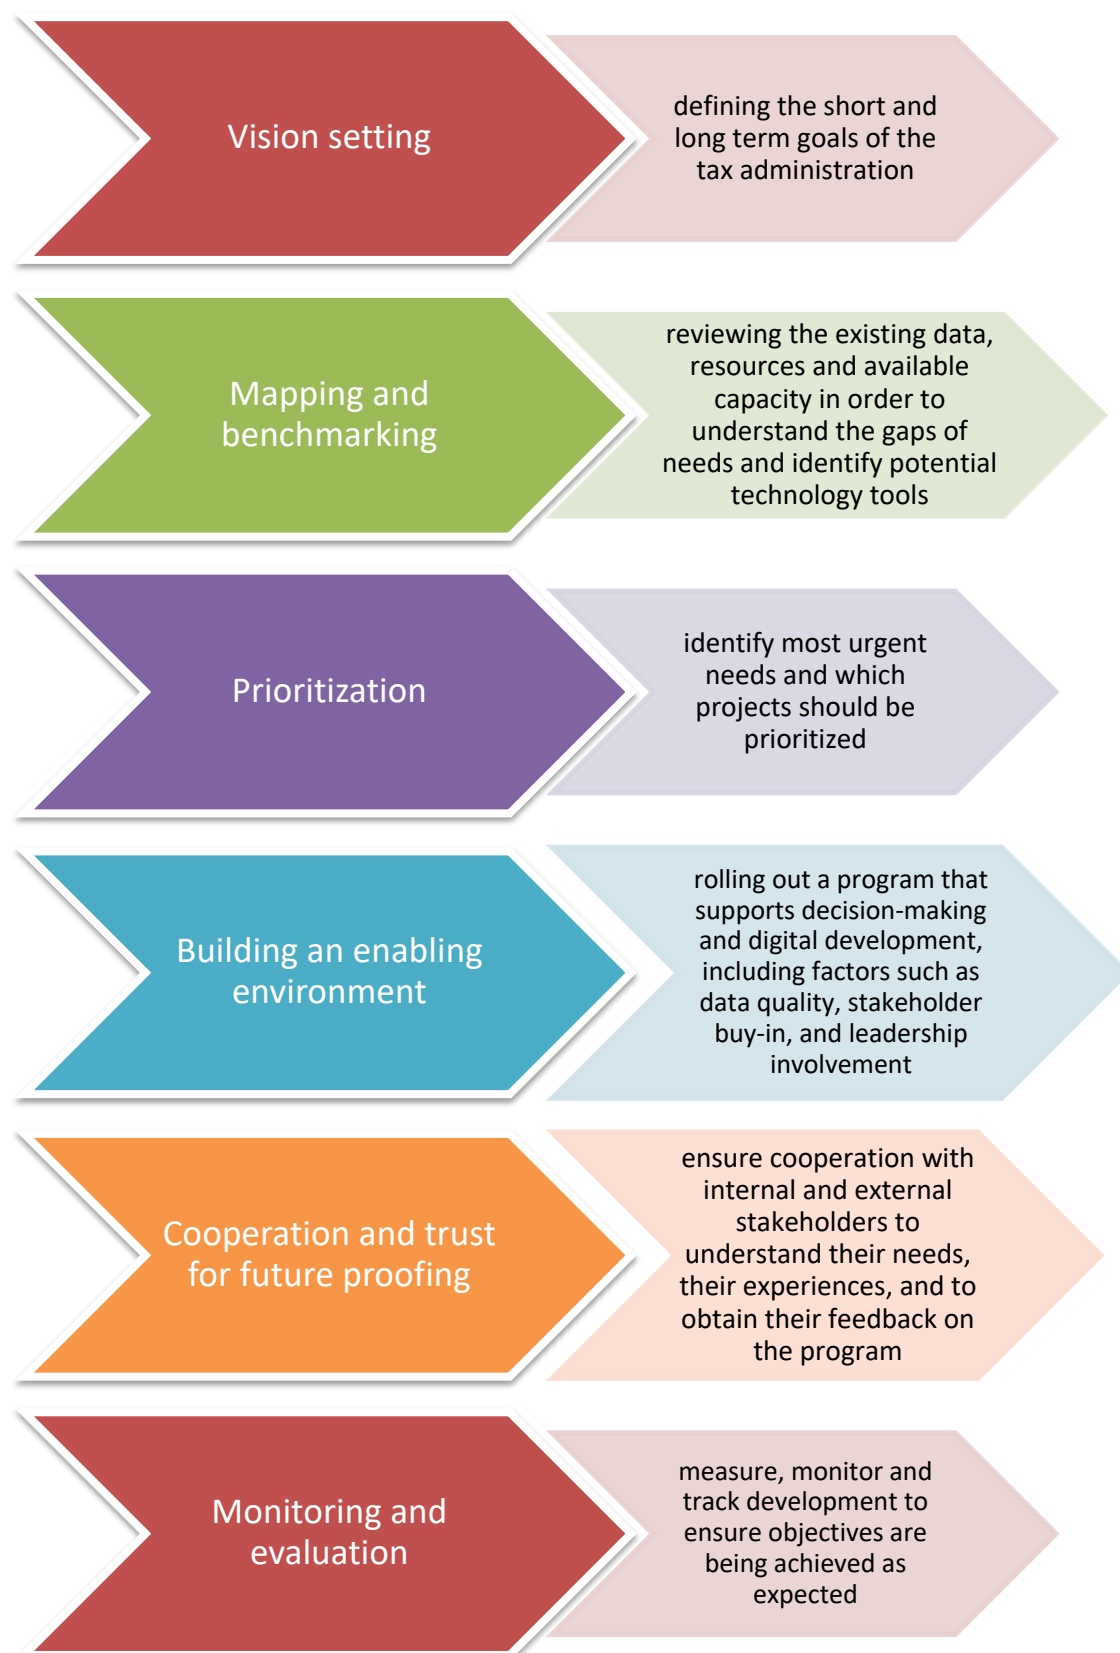 Vision setting
defining the short and
long term goals of the
tax administration
Mapping and
benchmarking
reviewing the existing data,
resources and available
capacity in order to
understand the gaps of
needs and identify potential
technology tools
Prioritization
identify most urgent
needs and which
projects should be
prioritized
Building an enabling
environment
rolling out a program that
supports decision-making
and digital development,
including factors such as
data quality, stakeholder
buy-in, and leadership
involvement
Cooperation and trust
for future proofing
ensure cooperation with
internal and external
stakeholders to
understand their needs,
their experiences, and to
obtain their feedback on
the program
Monitoring and
evaluation
measure, monitor and
track development to
ensure objectives are
being achieved as
expected